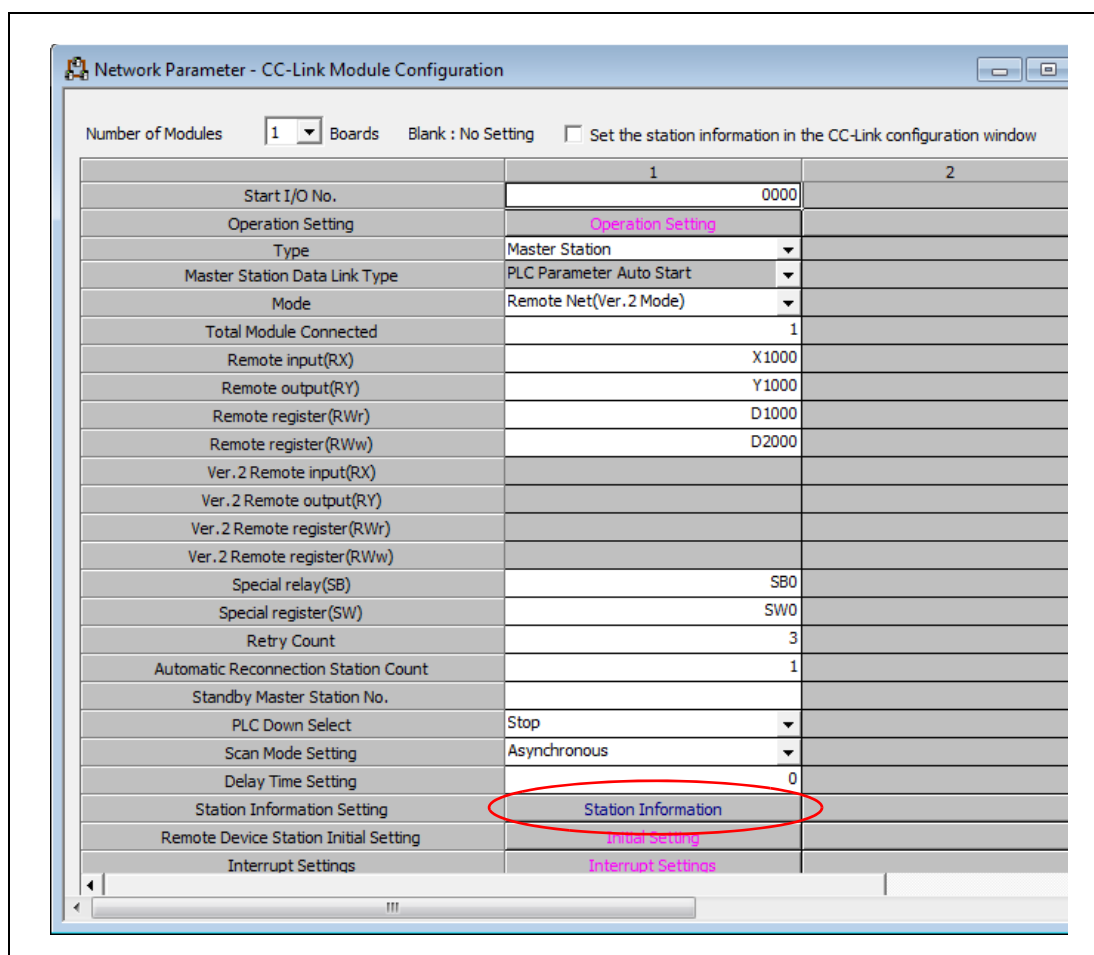 Network Parameter - CC-Link Module Configuration
Number of Modules 1 Boards Blank : No Setting Set the station information in the CC-Link configuration window
1 2
Start I/O No. 0000
Operation Setting Operation Setting
Type Master Station
Master Station Data Link Type PLC Parameter Auto Start
Mode Remote Net(Ver.2 Mode)
Total Module Connected 1
Remote input(RX) X1000
Remote output(RY) Y1000
Remote register(RWr) D1000
Remote register(RWw) D2000
Ver.2 Remote input(RX)
Ver.2 Remote output(RY)
Ver.2 Remote register(RWr)
Ver.2 Remote register(RWw)
Special relay(SB) SB0
Special register(SW) SW0
Retry Count 3
Automatic Reconnection Station Count 1
Standby Master Station No.
PLC Down Select Stop
Scan Mode Setting Asynchronous
Delay Time Setting 0
Station Information Setting Station Information
Remote Device Station Initial Setting Initial Setting
Interrupt Settings Interrupt Settings